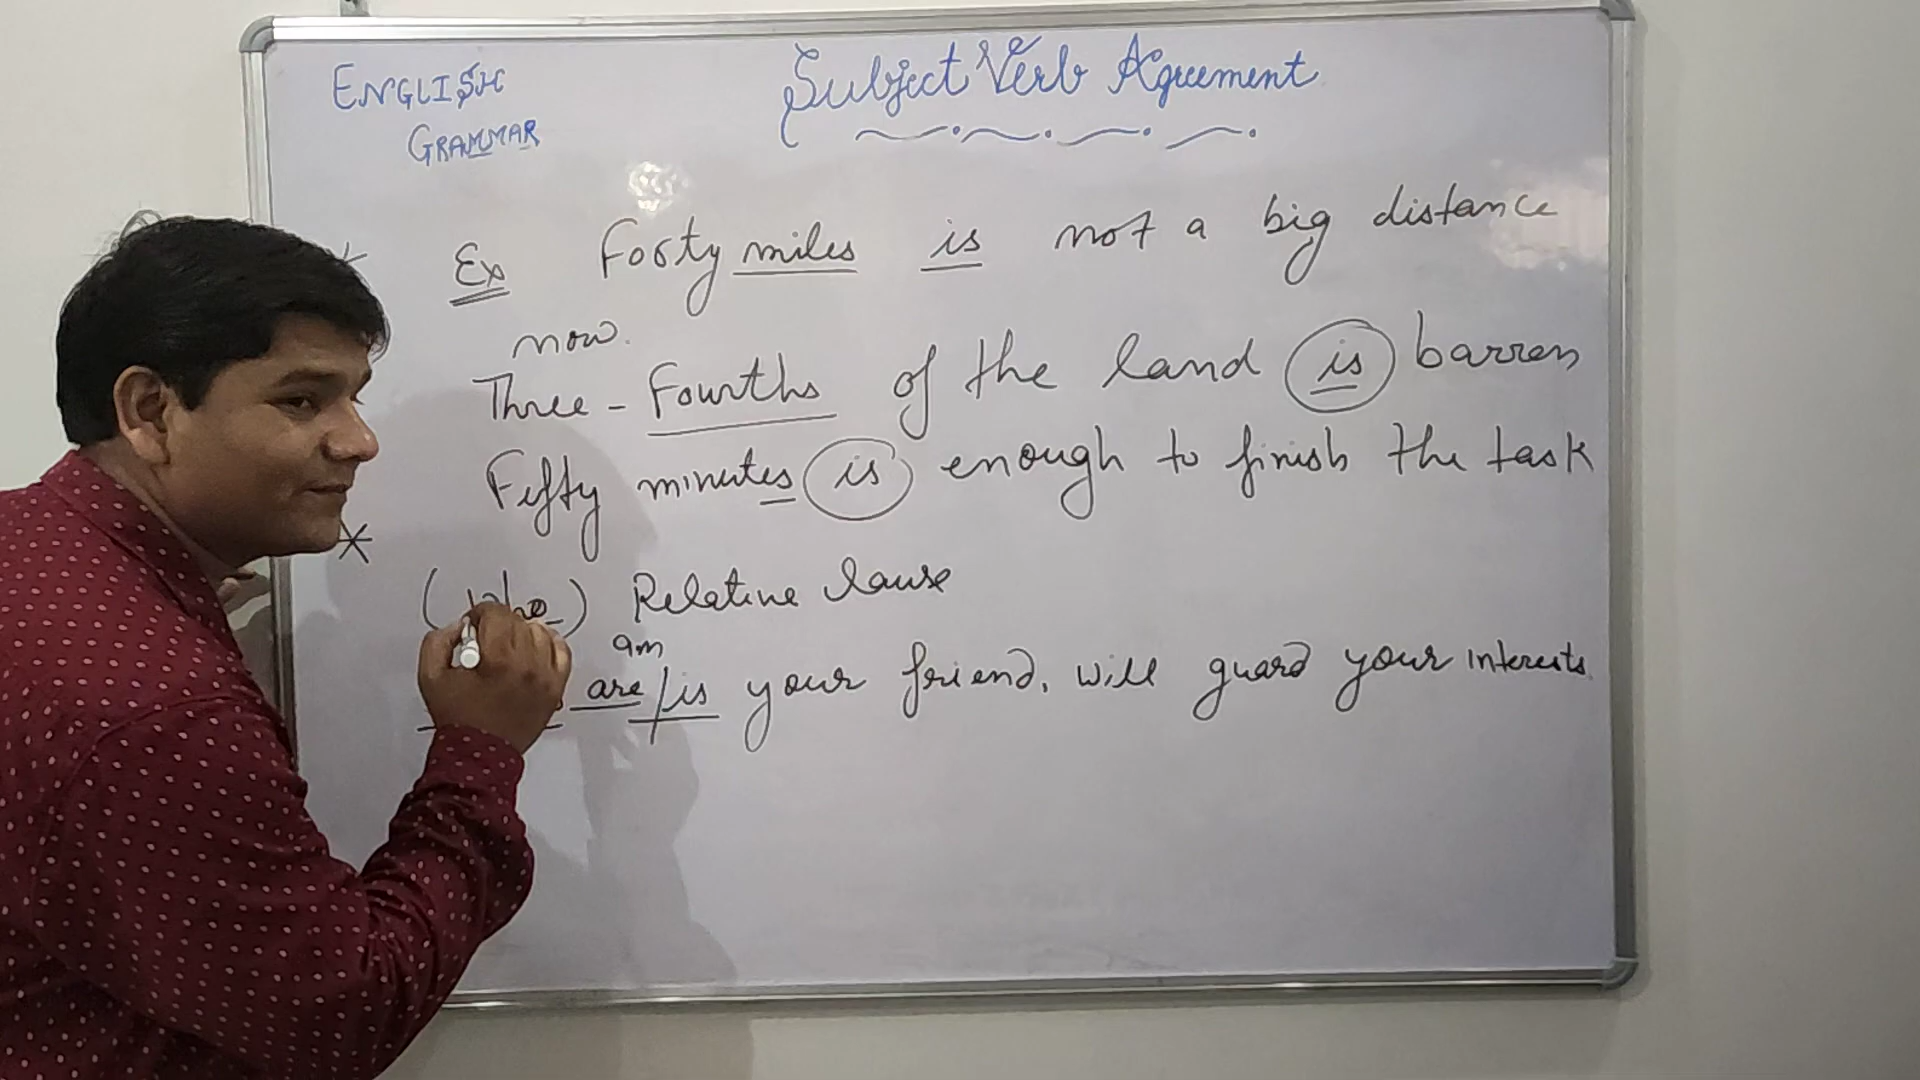 ENGLISH
GRAMMAR
Subject Verb Agreement
Ex Forty miles is not a big distance
now.
Three - Fourths of the land is barren
Fifty minutes is enough to finish the task
* (Who) Relative lause
am
are/is your friend, will guard your interests.